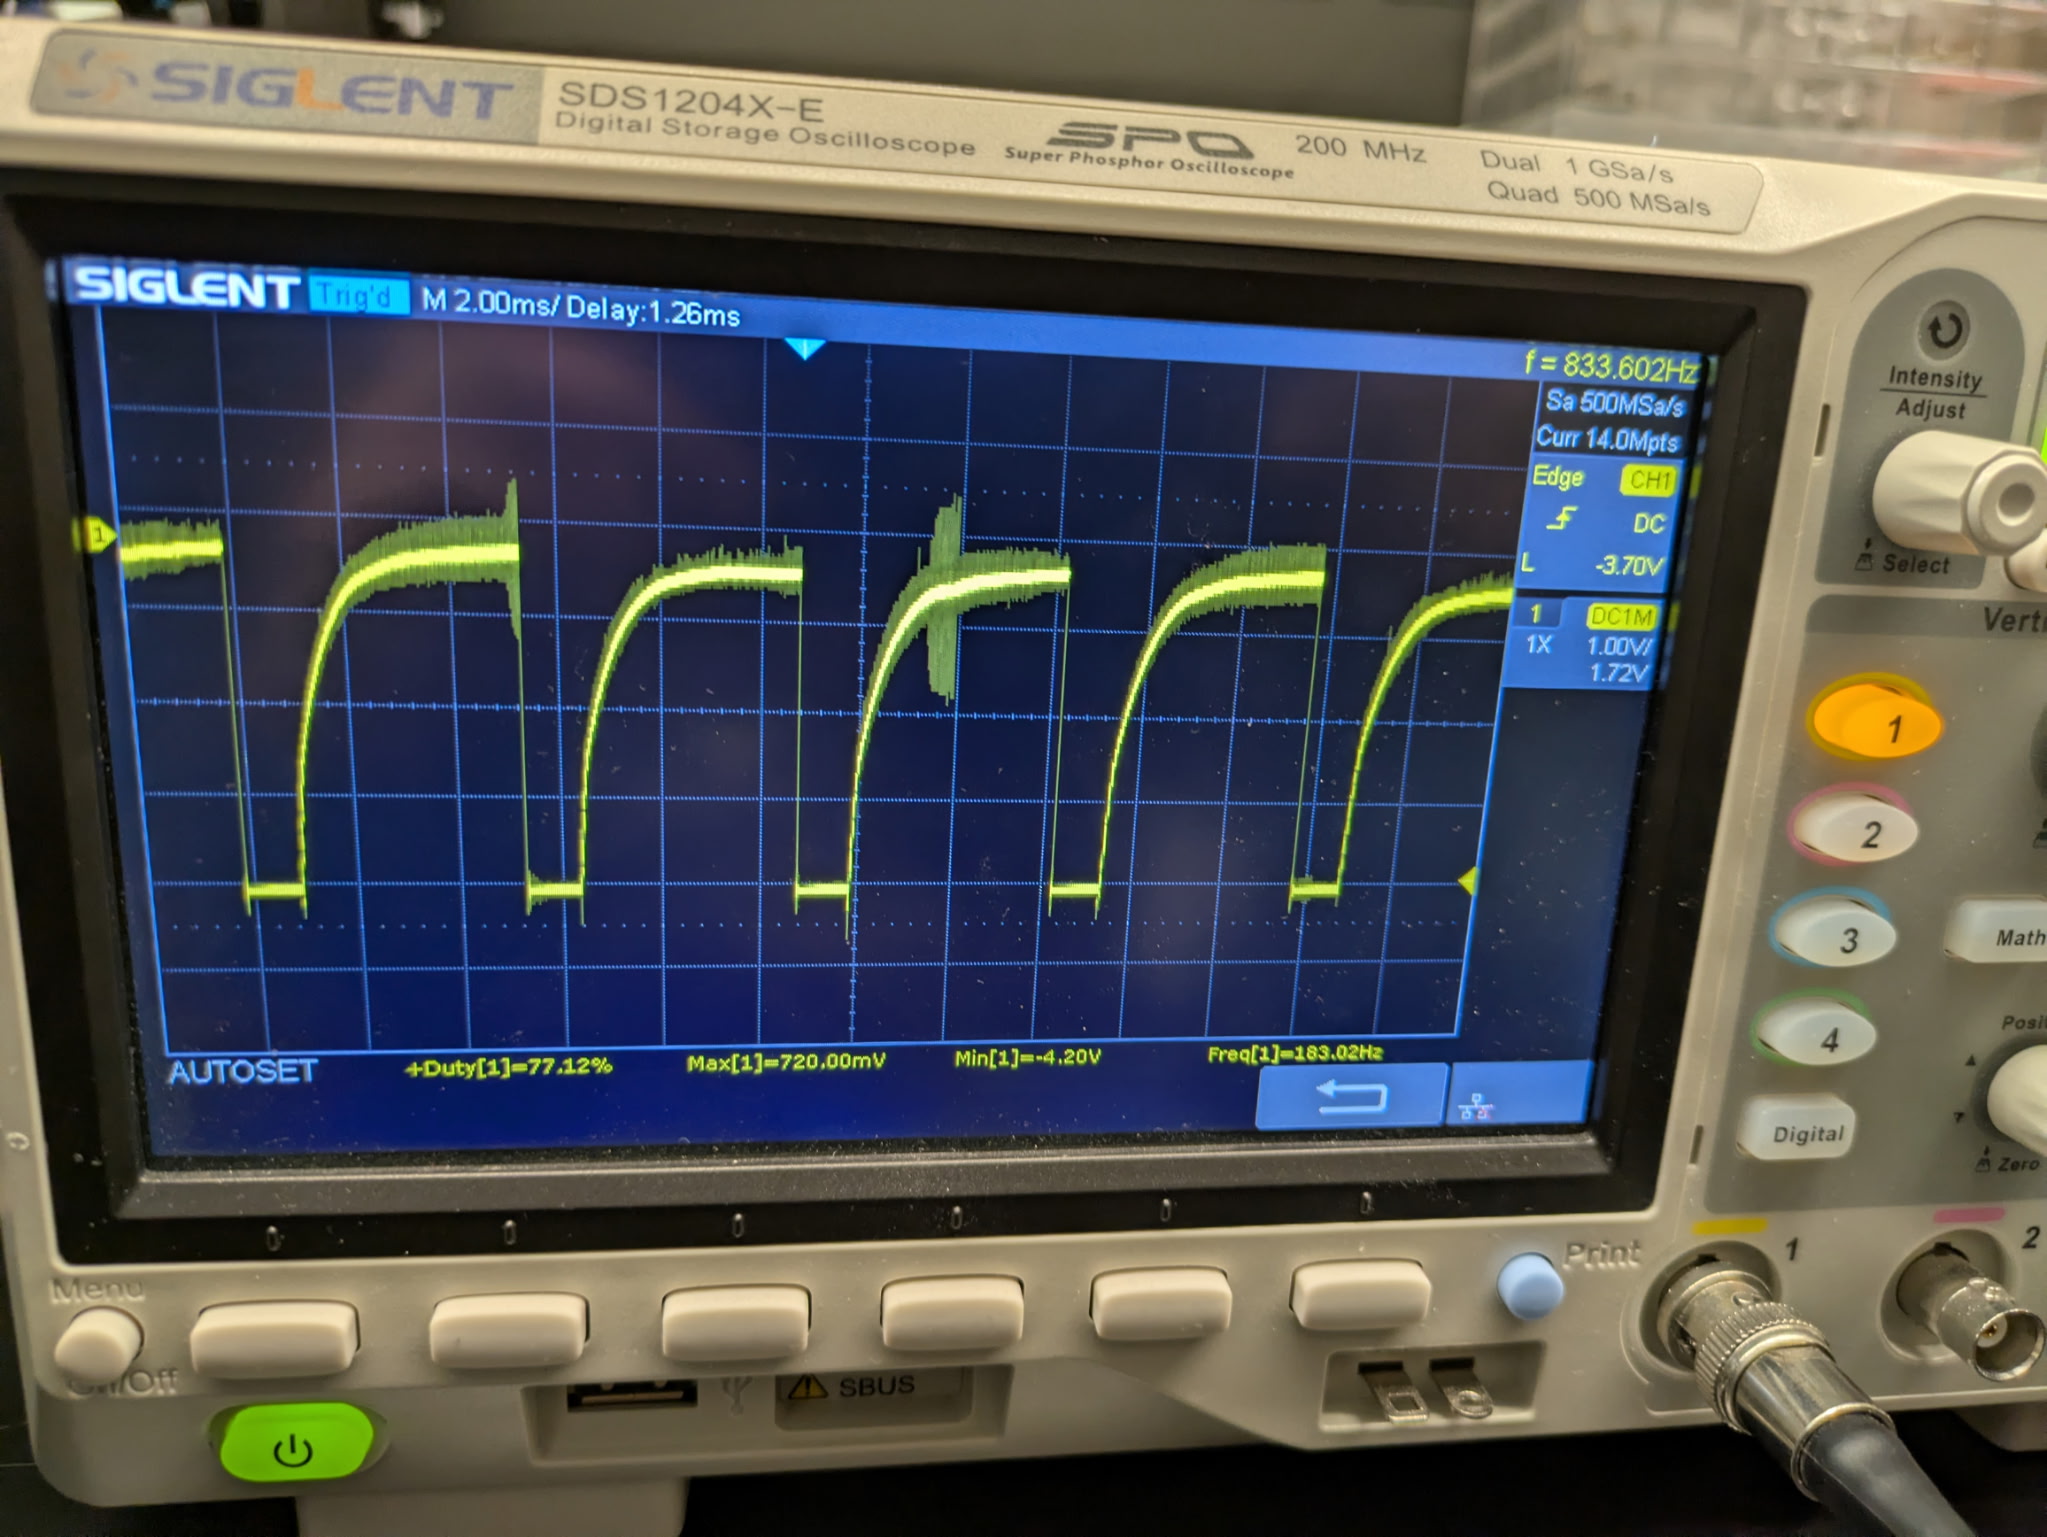 SIGLENT
SDS1204X-E
Digital Storage Oscilloscope
SPO
Super Phosphor Oscilloscope
200 MHz
Dual 1 GSa/s
Quad 500 MSa/s
SIGLENT Trig'd M 2.00ms/ Delay:1.26ms
f = 833.602Hz
Sa 500MSa/s
Curr 14.0Mpts
Edge CH1
DC
L -3.70V
1 DC1M
1X 1.00V/
1.72V
1
AUTOSET +Duty[1]=77.12% Max[1]=720.00mV Min[1]=-4.20V Freq[1]=183.02Hz
Intensity
Adjust
Select
1
2
3
4
Math
Digital
Zero
Menu
On/Off
Print
SBUS
1
2